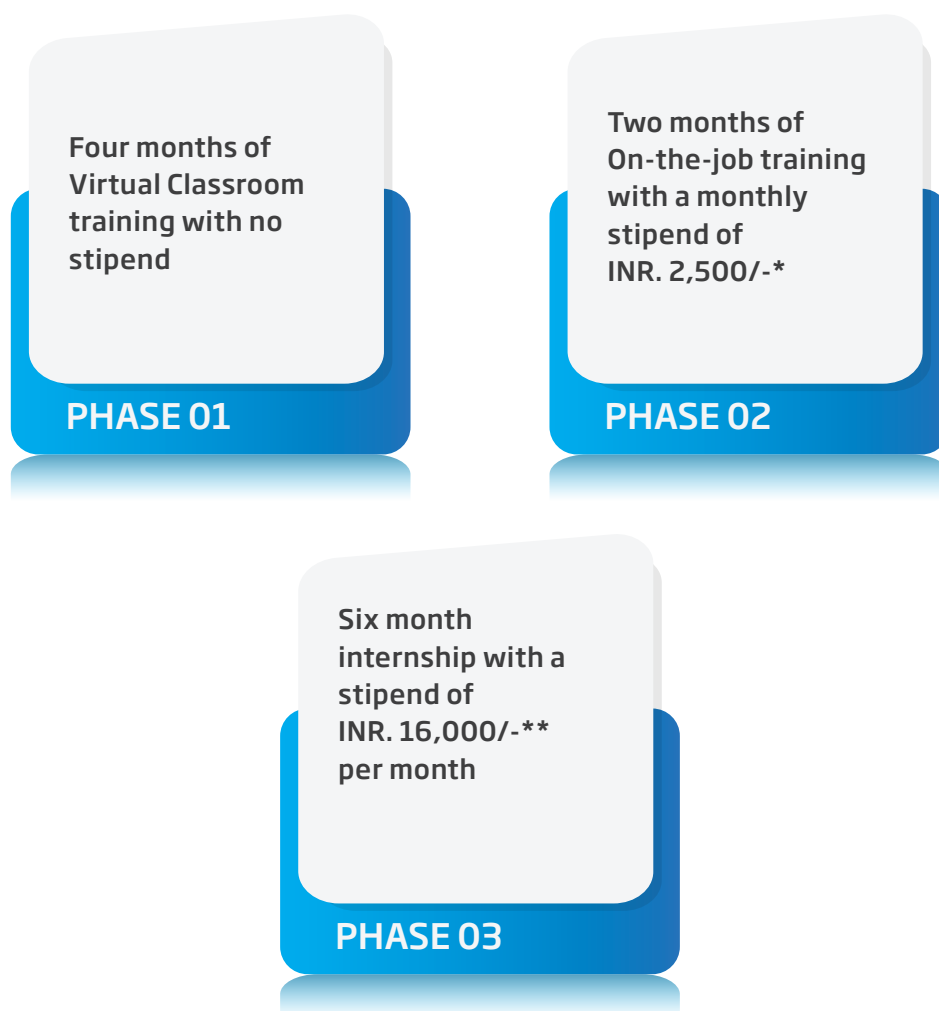 Four months of
Virtual Classroom
training with no
stipend
PHASE 01
Two months of
On-the-job training
with a monthly
stipend of
INR. 2,500/-*
PHASE 02
Six month
internship with a
stipend of
INR. 16,000/-**
per month
PHASE 03